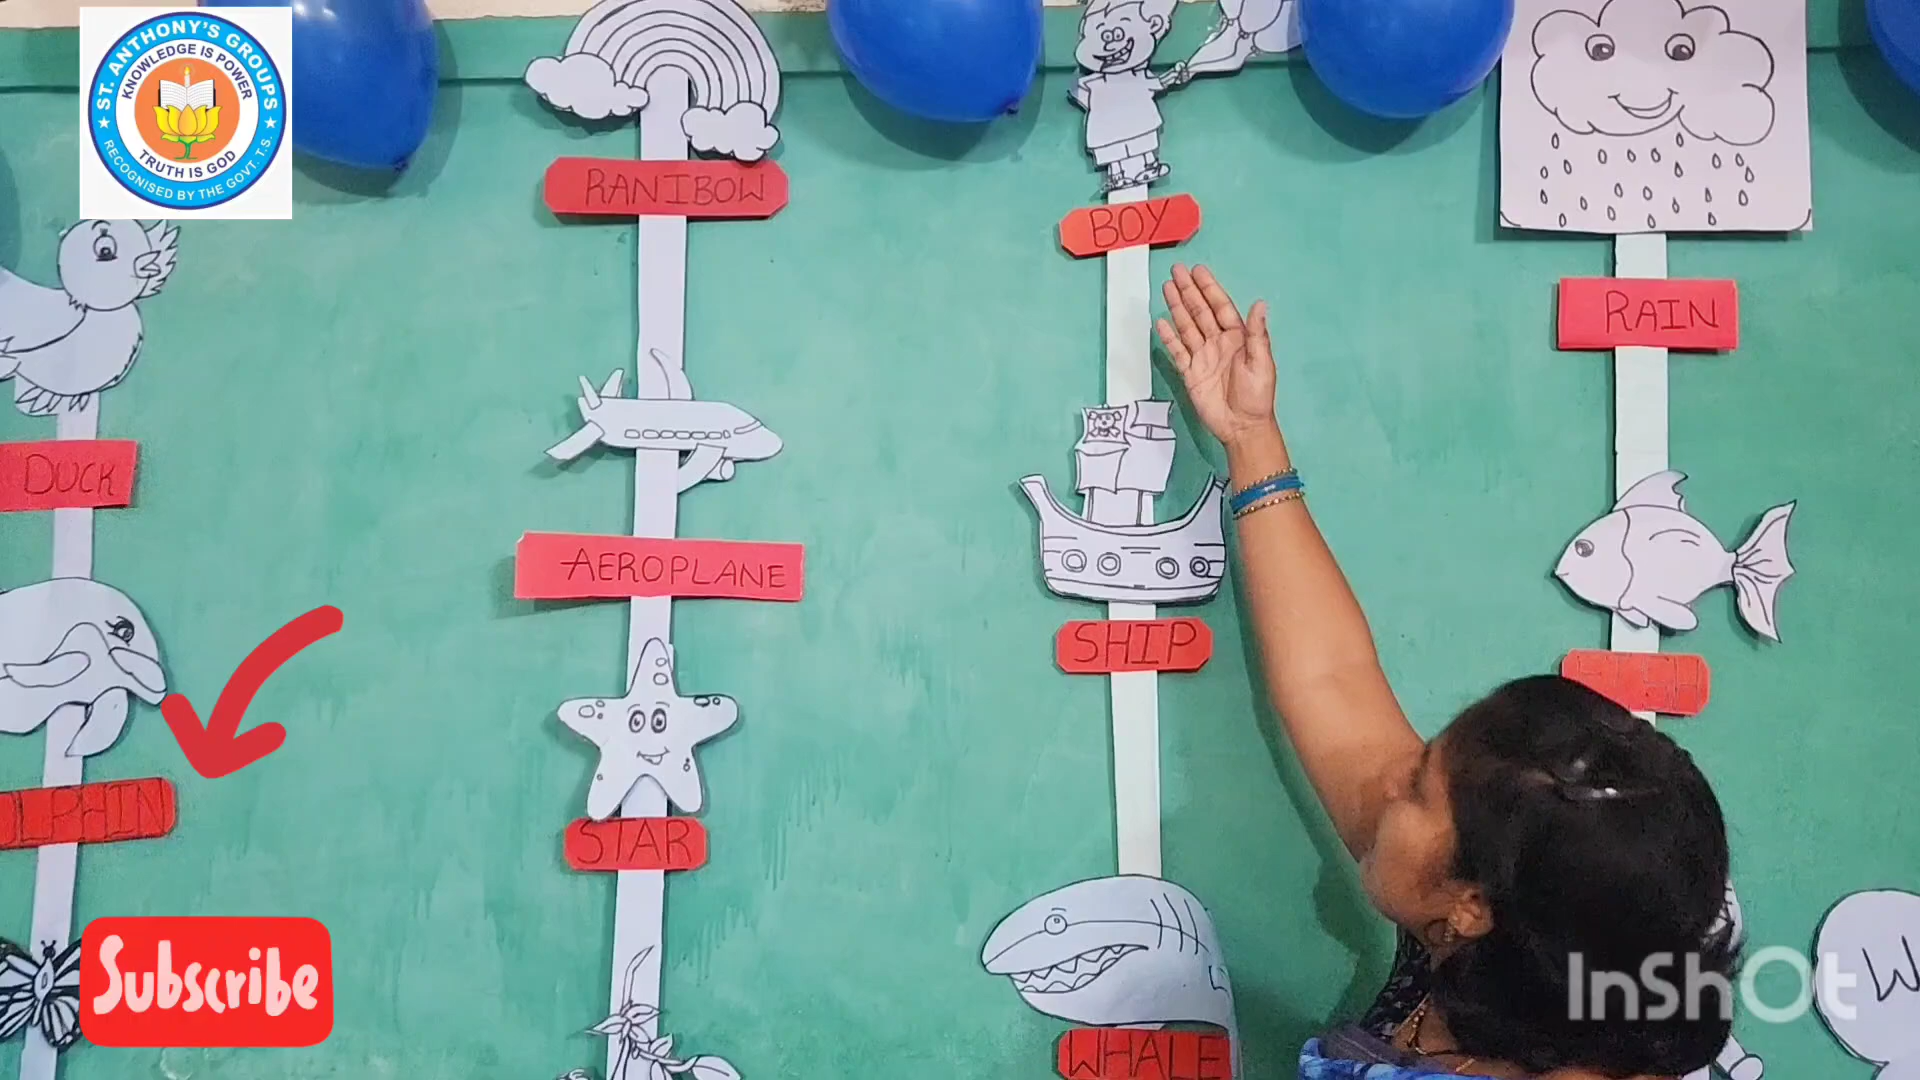 ST. ANTHONY'S GROUPS
KNOWLEDGE IS POWER
TRUTH IS GOD
★ RECOGNISED BY THE GOVT. T.S. ★
RANIBOW
BOY
RAIN
DUCK
AEROPLANE
SHIP
LPHIN
STAR
Subscribe
WHALE
W
InShOt